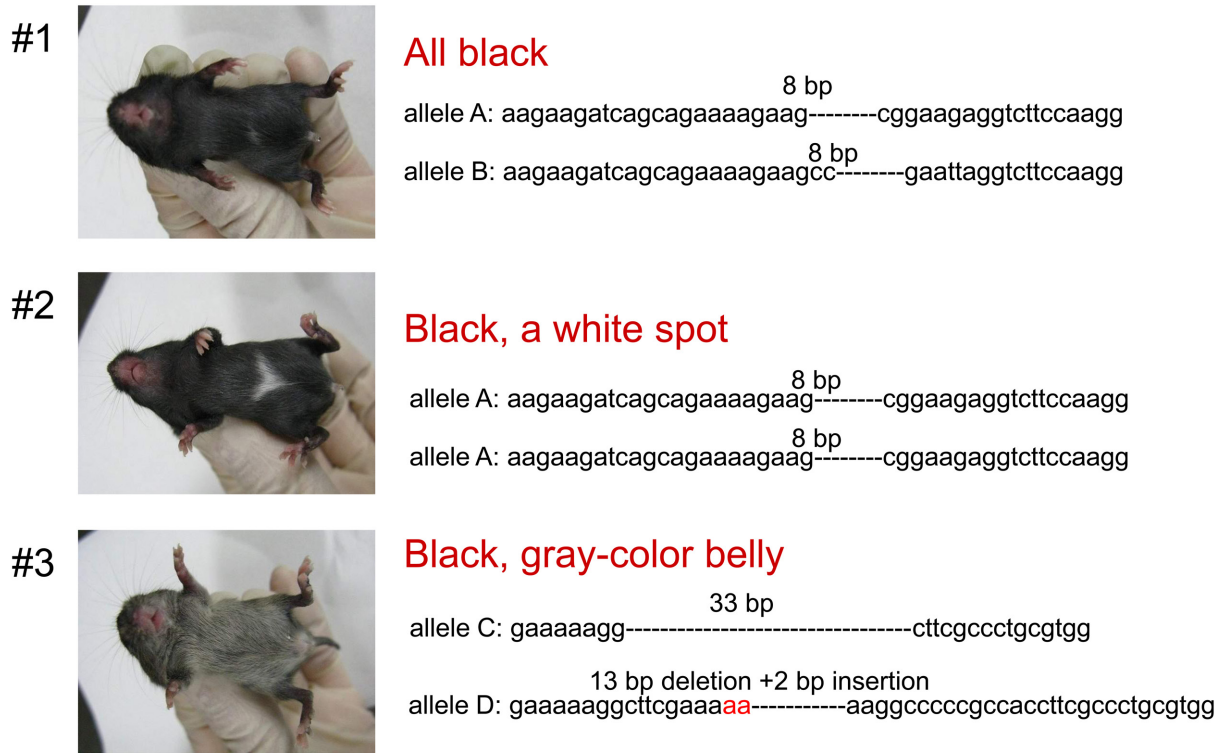 #1
All black
8 bp
allele A: aagaagatcagcagaaaagaag--------cggaagaggtcttccaagg
8 bp
allele B: aagaagatcagcagaaaagaagcc--------gaattaggtcttccaagg
#2
Black, a white spot
8 bp
allele A: aagaagatcagcagaaaagaag--------cggaagaggtcttccaagg
8 bp
allele A: aagaagatcagcagaaaagaag--------cggaagaggtcttccaagg
#3
Black, gray-color belly
33 bp
allele C: gaaaaagg---------------------------------cttcgccctgcgtgg
13 bp deletion +2 bp insertion
allele D: gaaaaaggcttcgaaaaa-----------aaggcccccgccaccttcgccctgcgtgg